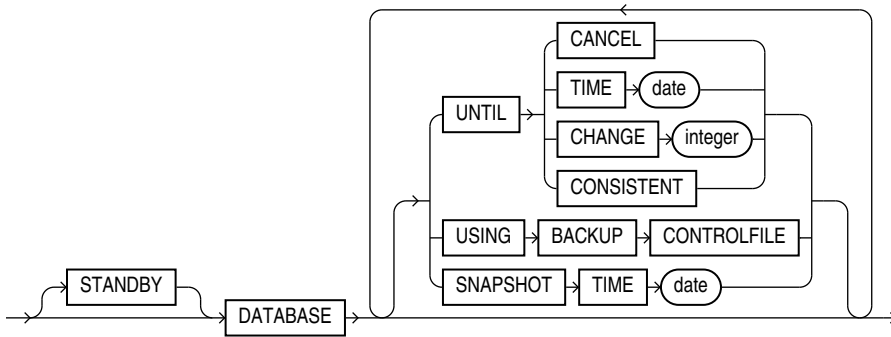 CANCEL
TIME date
UNTIL
CHANGE integer
CONSISTENT
USING BACKUP CONTROLFILE
STANDBY
SNAPSHOT TIME date
DATABASE